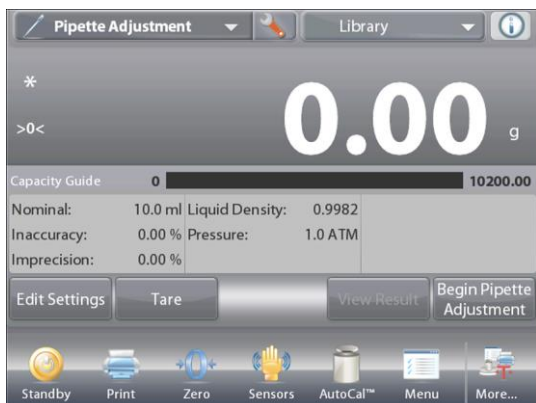 Pipette Adjustment Library
*
>0< 0.00 g
Capacity Guide 0 10200.00
Nominal: 10.0 ml Liquid Density: 0.9982
Inaccuracy: 0.00 % Pressure: 1.0 ATM
Imprecision: 0.00 %
Edit Settings Tare View Result Begin Pipette
Adjustment
Standby Print Zero Sensors AutoCal™ Menu More...